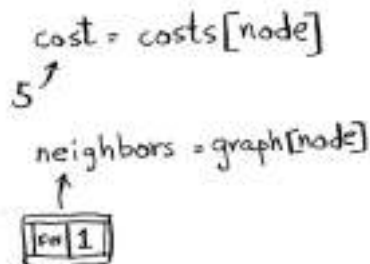 cost = costs[node]
5
neighbors = graph[node]
FIN 1